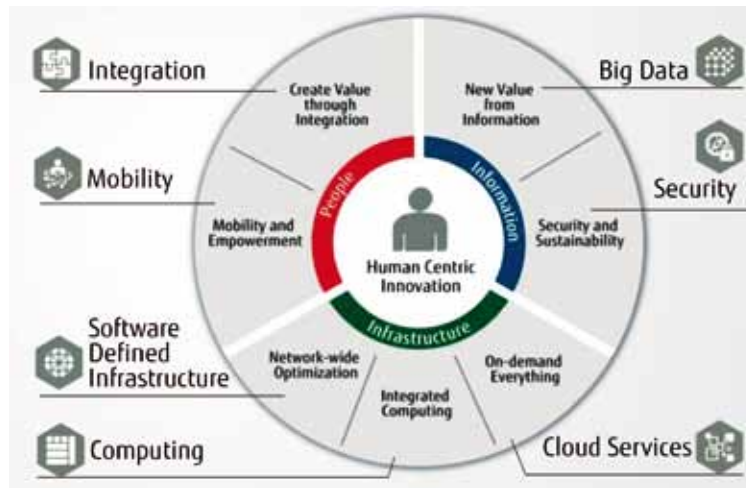 Integration
Mobility
Software
Defined
Infrastructure
Computing
Big Data
Security
Cloud Services
Create Value
through
Integration
New Value
from
Information
Mobility and
Empowerment
Security and
Sustainability
Network-wide
Optimization
Integrated
Computing
On-demand
Everything
People
Information
Infrastructure
Human Centric
Innovation